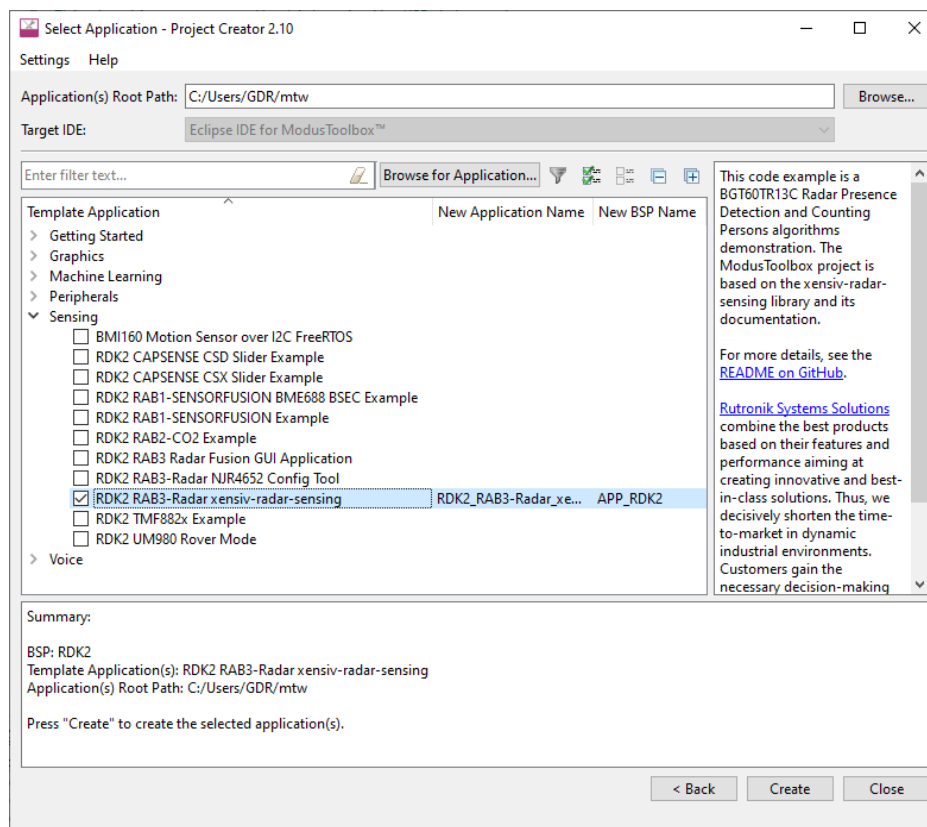 Select Application - Project Creator 2.10
Settings Help
Application(s) Root Path: C:/Users/GDR/mtw Browse...
Target IDE: Eclipse IDE for ModusToolbox™
Enter filter text... Browse for Application...
Template Application New Application Name New BSP Name
Getting Started
Graphics
Machine Learning
Peripherals
Sensing
BMI160 Motion Sensor over I2C FreeRTOS
RDK2 CAPSENSE CSD Slider Example
RDK2 CAPSENSE CSX Slider Example
RDK2 RAB1-SENSORFUSION BME688 BSEC Example
RDK2 RAB1-SENSORFUSION Example
RDK2 RAB2-CO2 Example
RDK2 RAB3 Radar Fusion GUI Application
RDK2 RAB3-Radar NJR4652 Config Tool
RDK2 RAB3-Radar xensiv-radar-sensing RDK2_RAB3-Radar_xe... APP_RDK2
RDK2 TMF882x Example
RDK2 UM980 Rover Mode
Voice
This code example is a
BGT60TR13C Radar Presence
Detection and Counting
Persons algorithms
demonstration. The
ModusToolbox project is
based on the xensiv-radar-
sensing library and its
documentation.
For more details, see the
README on GitHub.
Rutronik Systems Solutions
combine the best products
based on their features and
performance aiming at
creating innovative and best-
in-class solutions. Thus, we
decisively shorten the time-
to-market in dynamic
industrial environments.
Customers gain the
necessary decision-making
Summary:
BSP: RDK2
Template Application(s): RDK2 RAB3-Radar xensiv-radar-sensing
Application(s) Root Path: C:/Users/GDR/mtw
Press "Create" to create the selected application(s).
< Back Create Close